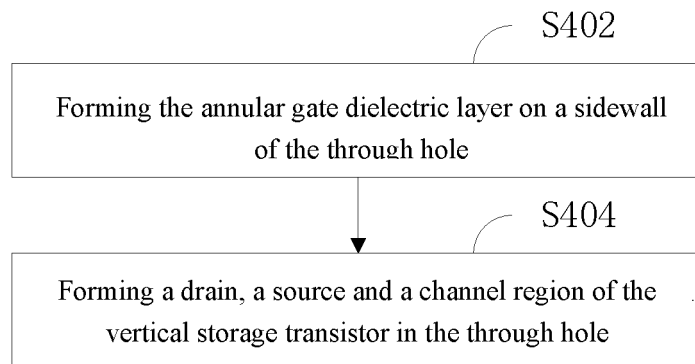 S402
Forming the annular gate dielectric layer on a sidewall
of the through hole
S404
Forming a drain, a source and a channel region of the
vertical storage transistor in the through hole